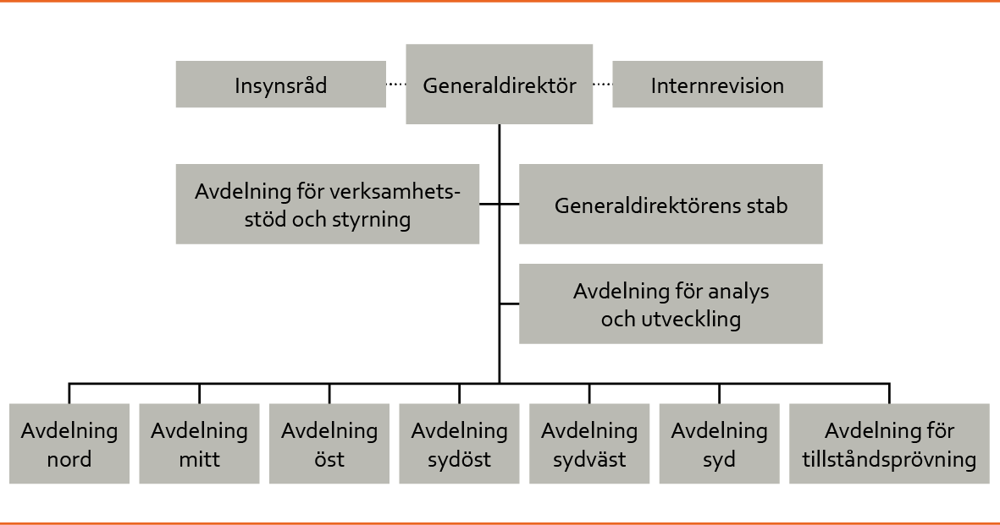 Insynsråd
Generaldirektör
Internrevision
Avdelning för verksamhets-
stöd och styrning
Generaldirektörens stab
Avdelning för analys
och utveckling
Avdelning
nord
Avdelning
mitt
Avdelning
öst
Avdelning
sydöst
Avdelning
sydväst
Avdelning
syd
Avdelning för
tillståndsprövning